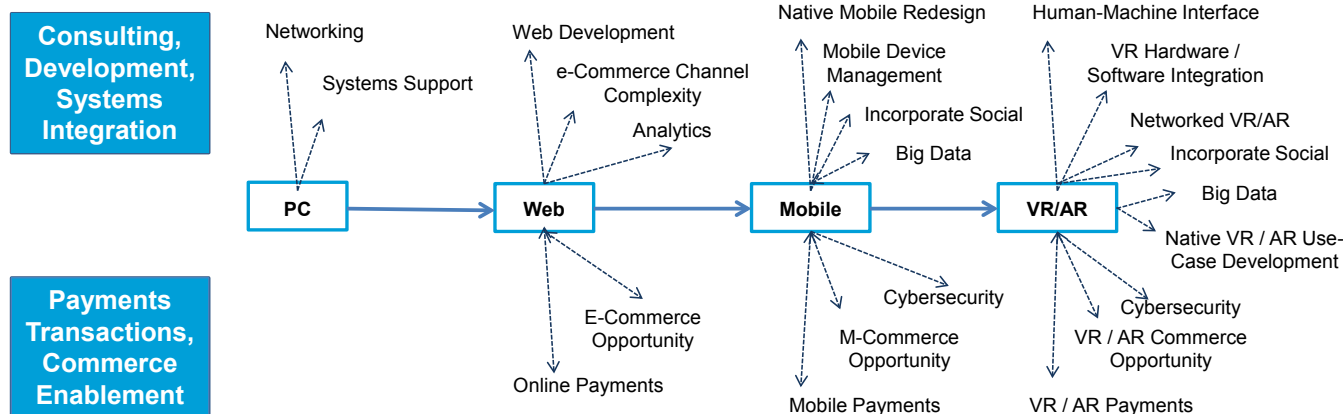 Consulting,
Development,
Systems
Integration
Networking
Systems Support
Web Development
e-Commerce Channel
Complexity
Analytics
Native Mobile Redesign
Mobile Device
Management
Incorporate Social
Big Data
Human-Machine Interface
VR Hardware /
Software Integration
Networked VR/AR
Incorporate Social
Big Data
Native VR / AR Use-
Case Development
PC
Web
Mobile
VR/AR
Payments
Transactions,
Commerce
Enablement
E-Commerce
Opportunity
Online Payments
Cybersecurity
M-Commerce
Opportunity
Mobile Payments
Cybersecurity
VR / AR Commerce
Opportunity
VR / AR Payments